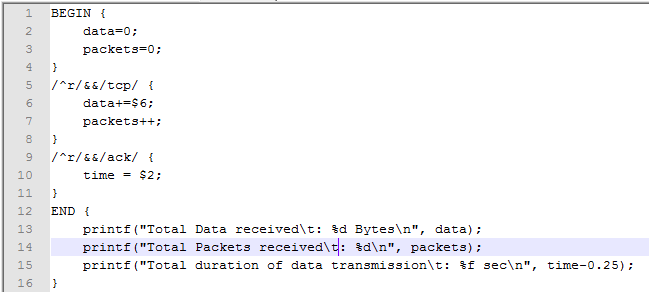 1 BEGIN {
2     data=0;
3     packets=0;
4 }
5 /^r/&&/tcp/ {
6     data+=$6;
7     packets++;
8 }
9 /^r/&&/ack/ {
10     time = $2;
11 }
12 END {
13     printf("Total Data received\t: %d Bytes\n", data);
14     printf("Total Packets received\t: %d\n", packets);
15     printf("Total duration of data transmission\t: %f sec\n", time-0.25);
16 }